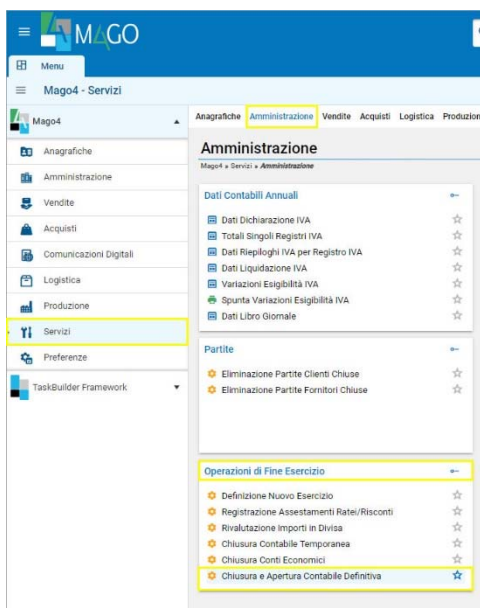 MAGO
Menu
Mago4 - Servizi
Mago4
Anagrafiche
Amministrazione
Vendite
Acquisti
Comunicazioni Digitali
Logistica
Produzione
Servizi
Preferenze
TaskBuilder Framework
Anagrafiche Amministrazione Vendite Acquisti Logistica Produzion
Amministrazione
Mago4 » Servizi » Amministrazione
Dati Contabili Annuali
Dati Dichiarazione IVA
Totali Singoli Registri IVA
Dati Riepiloghi IVA per Registro IVA
Dati Liquidazione IVA
Variazioni Esigibilità IVA
Spunta Variazioni Esigibilità IVA
Dati Libro Giornale
Partite
Eliminazione Partite Clienti Chiuse
Eliminazione Partite Fornitori Chiuse
Operazioni di Fine Esercizio
Definizione Nuovo Esercizio
Registrazione Assestamenti Ratei/Risconti
Rivalutazione Importi in Divisa
Chiusura Contabile Temporanea
Chiusura Conti Economici
Chiusura e Apertura Contabile Definitiva